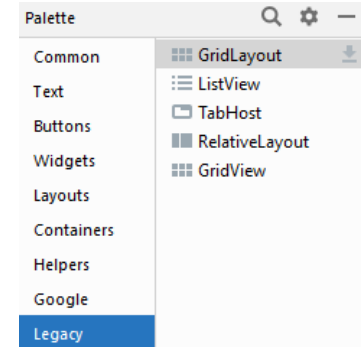 Palette
Common
Text
Buttons
Widgets
Layouts
Containers
Helpers
Google
Legacy
GridLayout
ListView
TabHost
RelativeLayout
GridView